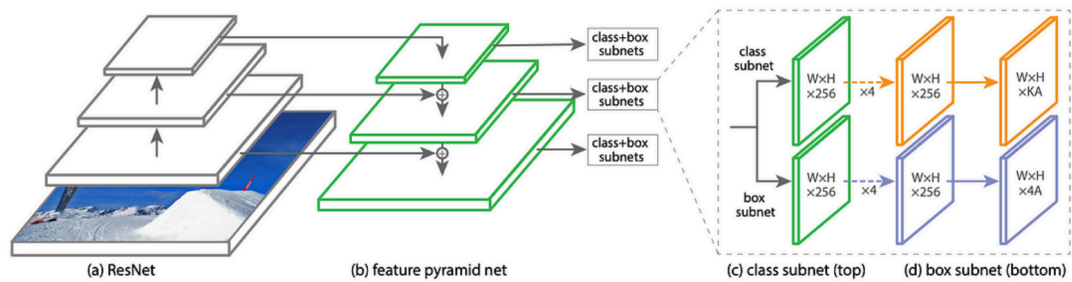 class+box
subnets
class+box
subnets
class+box
subnets
class
subnet
W×H
×256
×4
W×H
×256
W×H
×KA
box
subnet
W×H
×256
×4
W×H
×256
W×H
×4A
(a) ResNet
(b) feature pyramid net
(c) class subnet (top)
(d) box subnet (bottom)